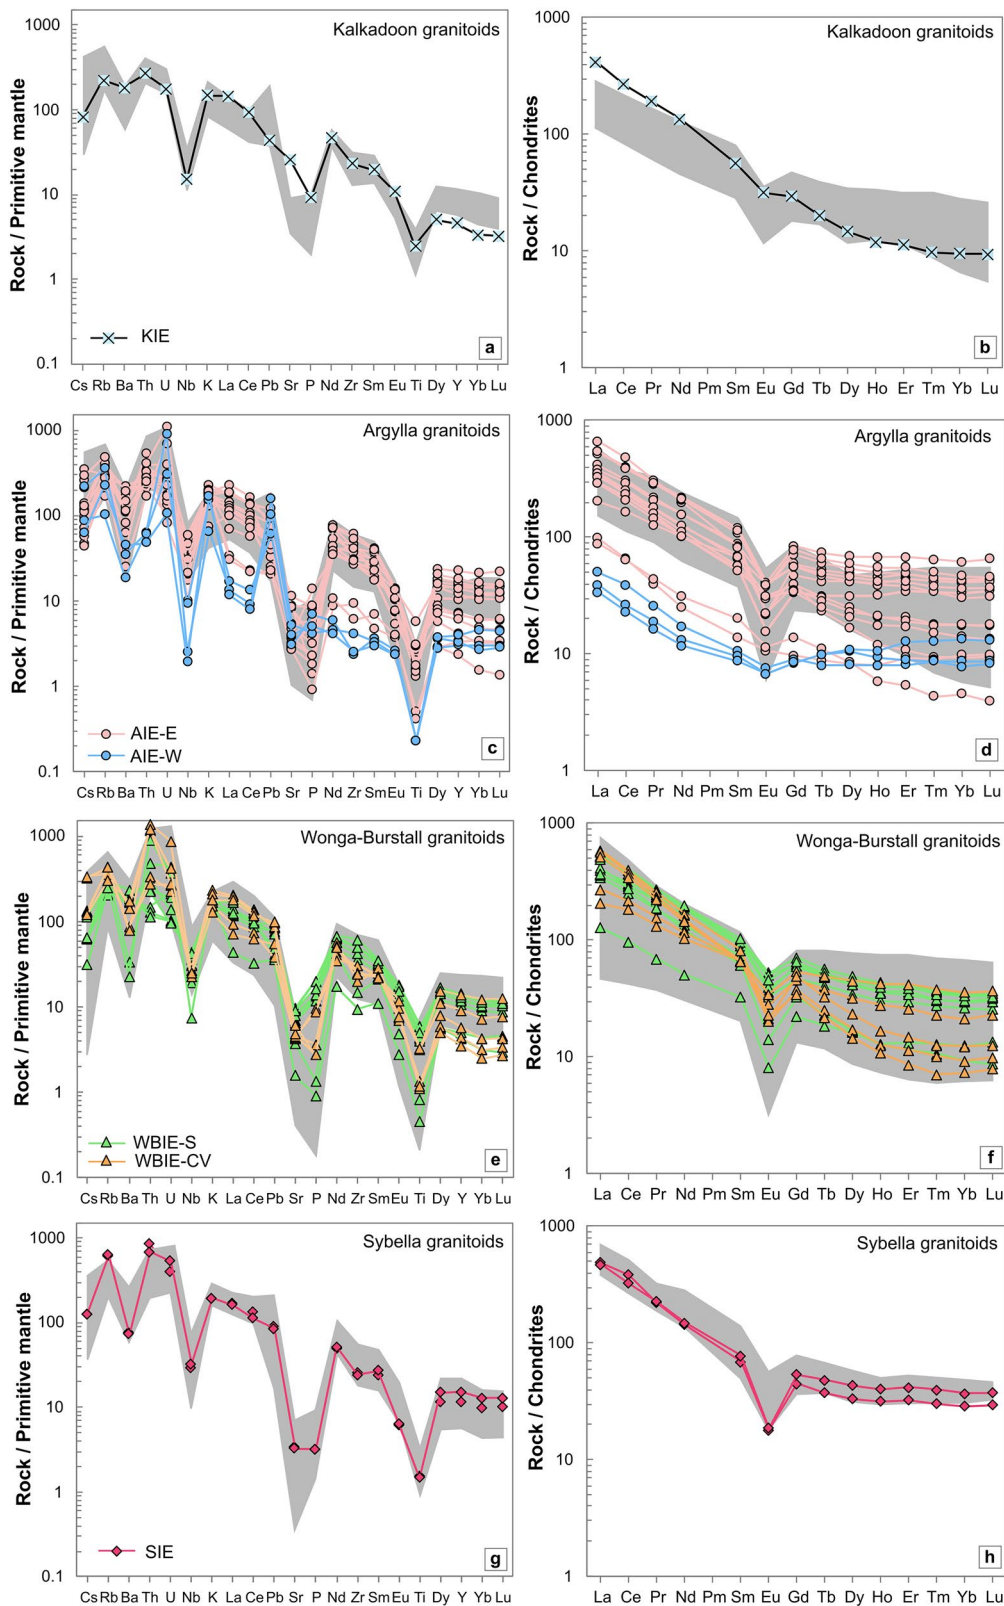 Kalkadoon granitoids
Rock / Primitive mantle
1000
100
10
1
0.1
KIE
a
Cs Rb Ba Th U Nb K La Ce Pb Sr P Nd Zr Sm Eu Ti Dy Y Yb Lu
Kalkadoon granitoids
Rock / Chondrites
1000
100
10
1
b
La Ce Pr Nd Pm Sm Eu Gd Tb Dy Ho Er Tm Yb Lu
Argylla granitoids
Rock / Primitive mantle
1000
100
10
1
0.1
AIE-E
AIE-W
c
Cs Rb Ba Th U Nb K La Ce Pb Sr P Nd Zr Sm Eu Ti Dy Y Yb Lu
Argylla granitoids
Rock / Chondrites
1000
100
10
1
d
La Ce Pr Nd Pm Sm Eu Gd Tb Dy Ho Er Tm Yb Lu
Wonga-Burstall granitoids
Rock / Primitive mantle
1000
100
10
1
0.1
WBIE-S
WBIE-CV
e
Cs Rb Ba Th U Nb K La Ce Pb Sr P Nd Zr Sm Eu Ti Dy Y Yb Lu
Wonga-Burstall granitoids
Rock / Chondrites
1000
100
10
1
f
La Ce Pr Nd Pm Sm Eu Gd Tb Dy Ho Er Tm Yb Lu
Sybella granitoids
Rock / Primitive mantle
1000
100
10
1
0.1
SIE
g
Cs Rb Ba Th U Nb K La Ce Pb Sr P Nd Zr Sm Eu Ti Dy Y Yb Lu
Sybella granitoids
Rock / Chondrites
1000
100
10
1
h
La Ce Pr Nd Pm Sm Eu Gd Tb Dy Ho Er Tm Yb Lu